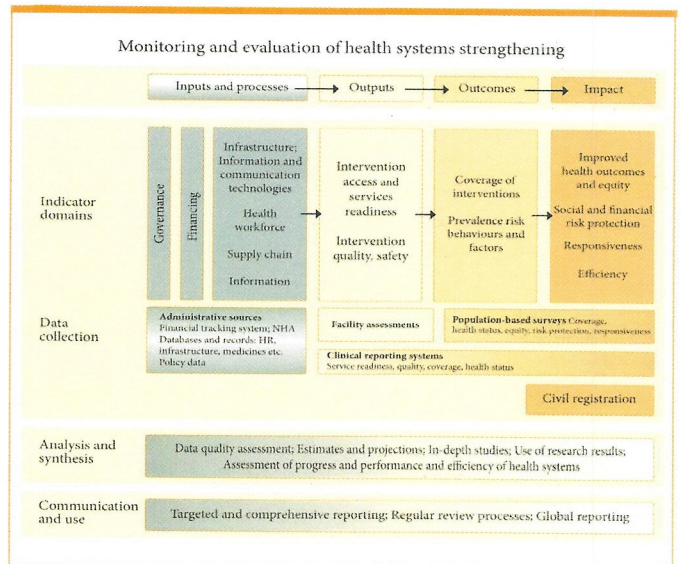 Monitoring and evaluation of health systems strengthening
Inputs and processes
Outputs
Outcomes
Impact
Indicator
domains
Governance
Financing
Infrastructure;
Information and
communication
technologies
Health
workforce
Supply chain
Information
Intervention
access and
services
readiness
Intervention
quality, safety
Coverage of
interventions
Prevalence risk
behaviours and
factors
Improved
health outcomes
and equity
Social and financial
risk protection
Responsiveness
Efficiency
Data
collection
Administrative sources
Financial tracking system; NHA
Databases and records: HR,
infrastructure, medicines etc.
Policy data
Facility assessments
Population-based surveys Coverage,
health status, equity, risk protection, responsiveness
Clinical reporting systems
Service readiness, quality, coverage, health status
Civil registration
Analysis and
synthesis
Data quality assessment; Estimates and projections; In-depth studies; Use of research results;
Assessment of progress and performance and efficiency of health systems
Communication
and use
Targeted and comprehensive reporting; Regular review processes; Global reporting